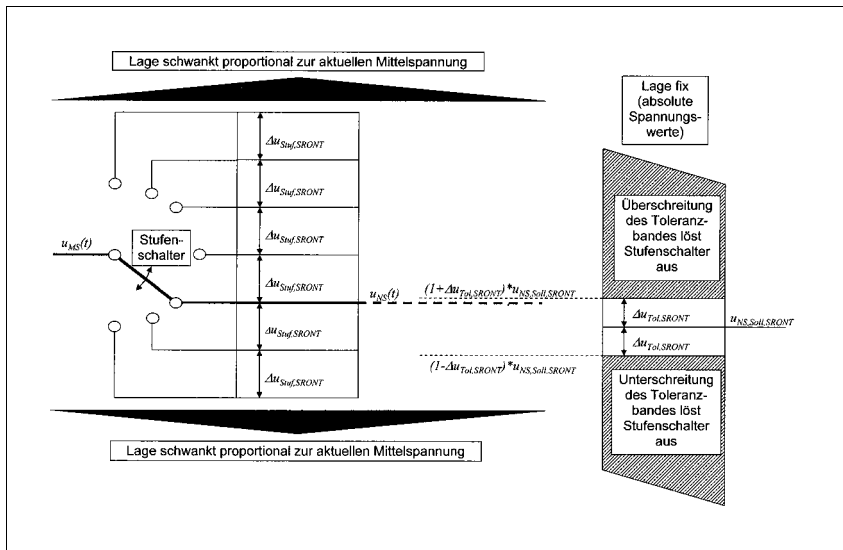 Lage schwankt proportional zur aktuellen Mittelspannung
Lage fix
(absolute
Spannungs-
werte)
Δu_Stuf,SRONT
Δu_Stuf,SRONT
Δu_Stuf,SRONT
Δu_Stuf,SRONT
Δu_Stuf,SRONT
Δu_Stuf,SRONT
u_MS(t)
Stufen-
schalter
u_NS(t)
(1+Δu_Tol,SRONT)*u_NS,Soll,SRONT
(1-Δu_Tol,SRONT)*u_NS,Soll,SRONT
Überschreitung
des Toleranz-
bandes löst
Stufenschalter
aus
Δu_Tol,SRONT
u_NS,Soll,SRONT
Δu_Tol,SRONT
Unterschreitung
des Toleranz-
bandes löst
Stufenschalter
aus
Lage schwankt proportional zur aktuellen Mittelspannung